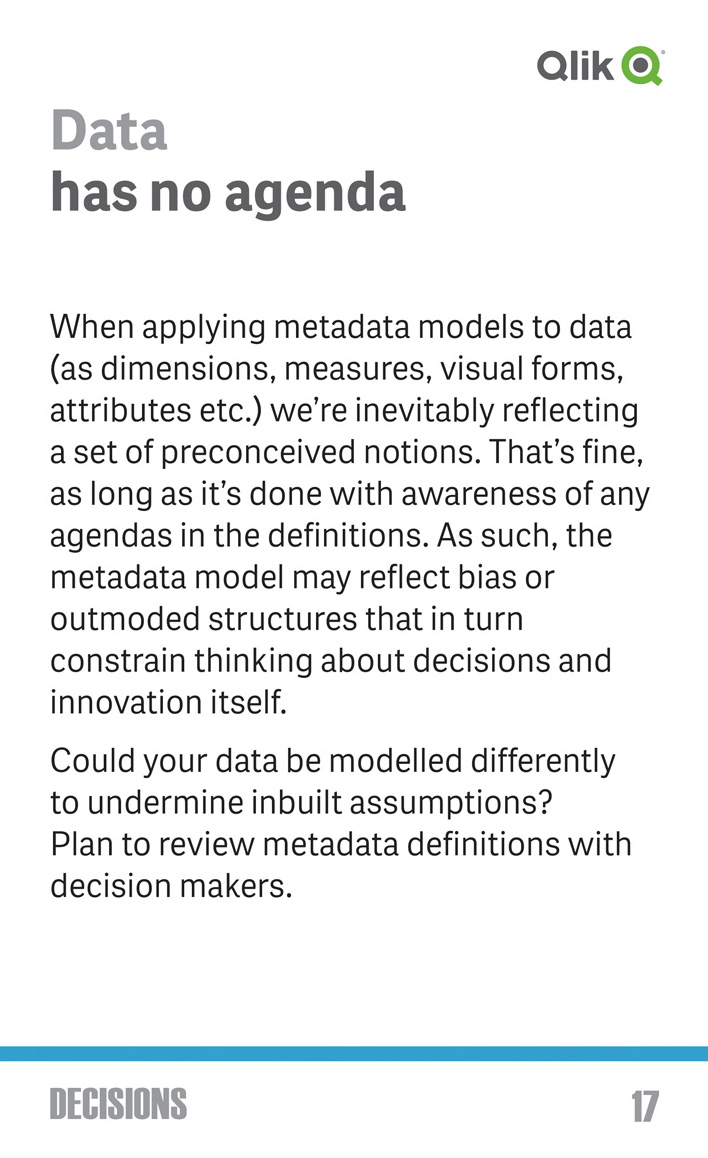 Qlik
Data
has no agenda
When applying metadata models to data
(as dimensions, measures, visual forms,
attributes etc.) we’re inevitably reflecting
a set of preconceived notions. That’s fine,
as long as it’s done with awareness of any
agendas in the definitions. As such, the
metadata model may reflect bias or
outmoded structures that in turn
constrain thinking about decisions and
innovation itself.
Could your data be modelled differently
to undermine inbuilt assumptions?
Plan to review metadata definitions with
decision makers.
DECISIONS
17